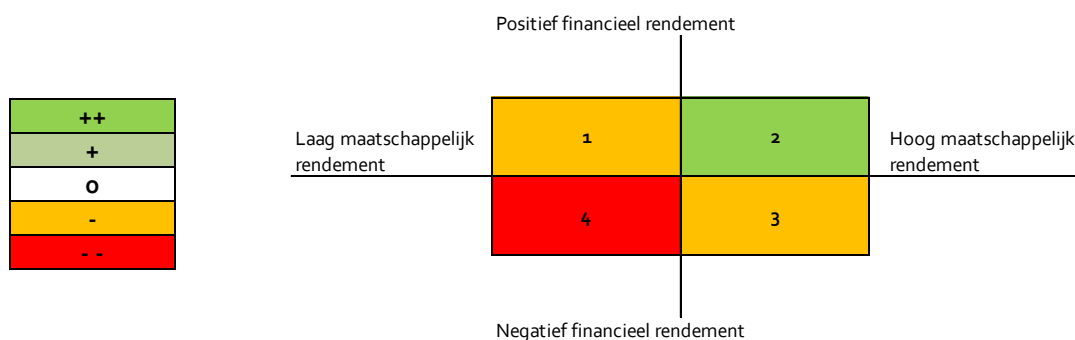 Positief financieel rendement
++
+
0
-
- -
Laag maatschappelijk
rendement
1
2
Hoog maatschappelijk
rendement
4
3
Negatief financieel rendement